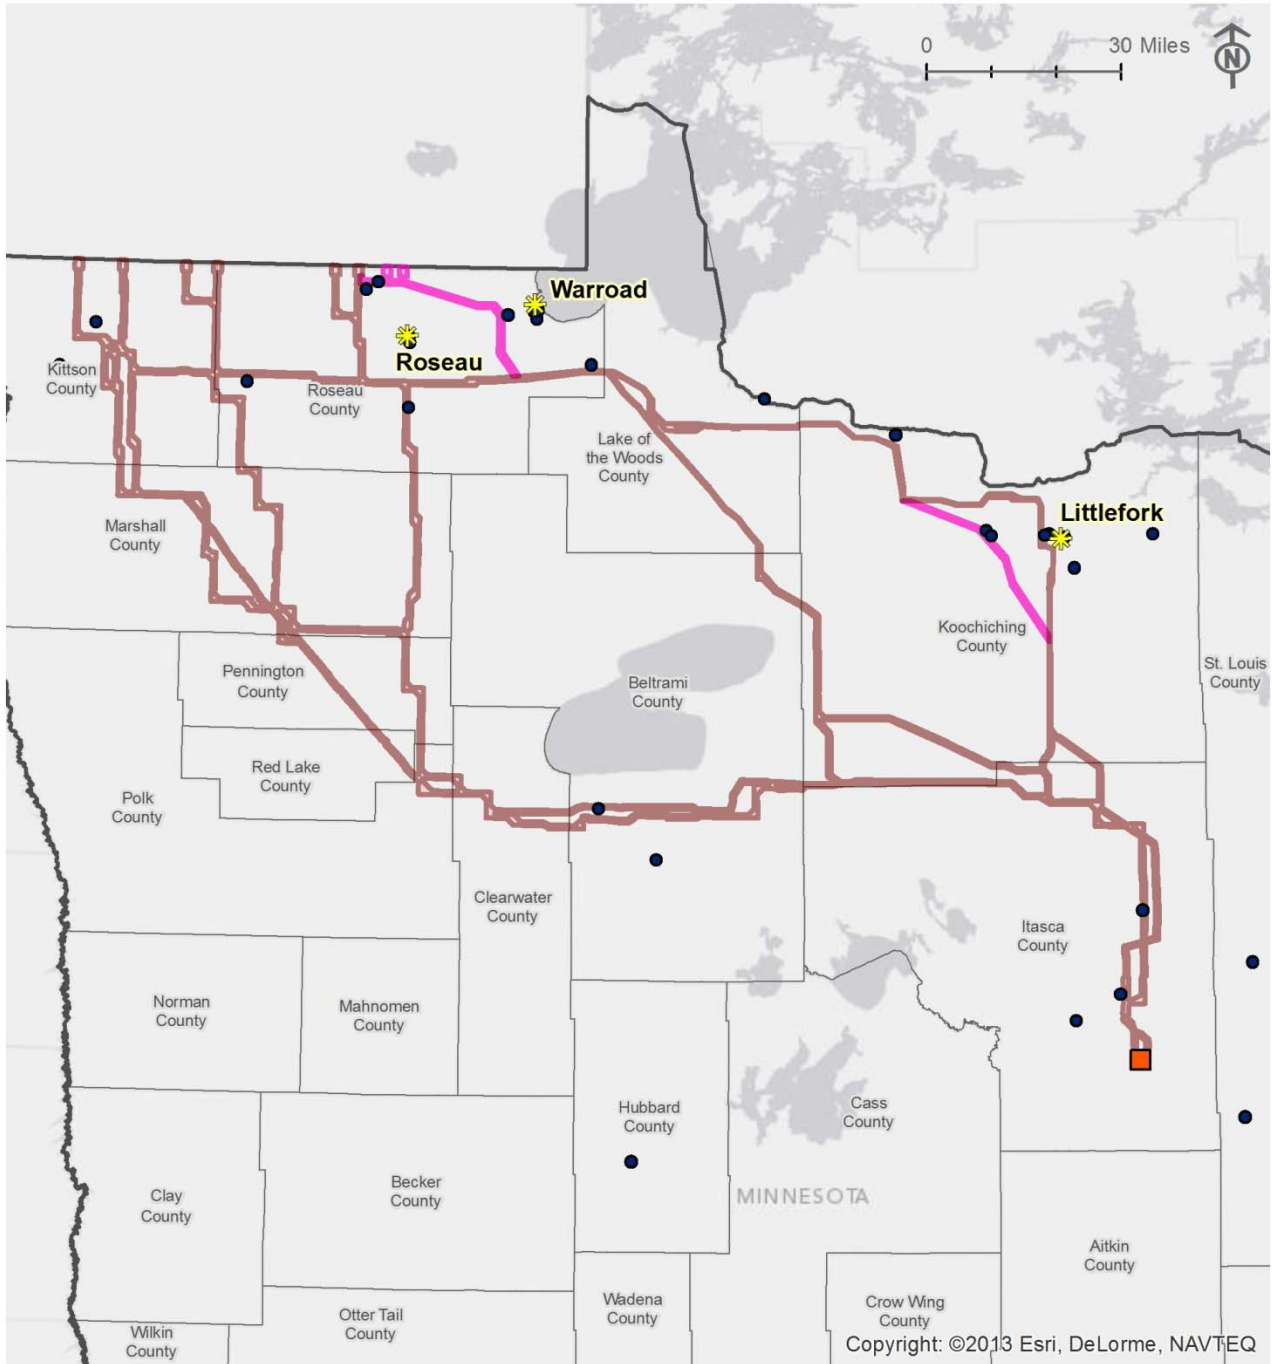 0 30 Miles
N
Warroad
Roseau
Kittson
County
Roseau
County
Lake of
the Woods
County
Littlefork
Marshall
County
Koochiching
County
St. Louis
County
Pennington
County
Beltrami
County
Red Lake
County
Polk
County
Clearwater
County
Itasca
County
Norman
County
Mahnomen
County
Hubbard
County
Cass
County
Clay
County
Becker
County
MINNESOTA
Aitkin
County
Wadena
County
Crow Wing
County
Otter Tail
County
Wilkin
County
Copyright: ©2013 Esri, DeLorme, NAVTEQ